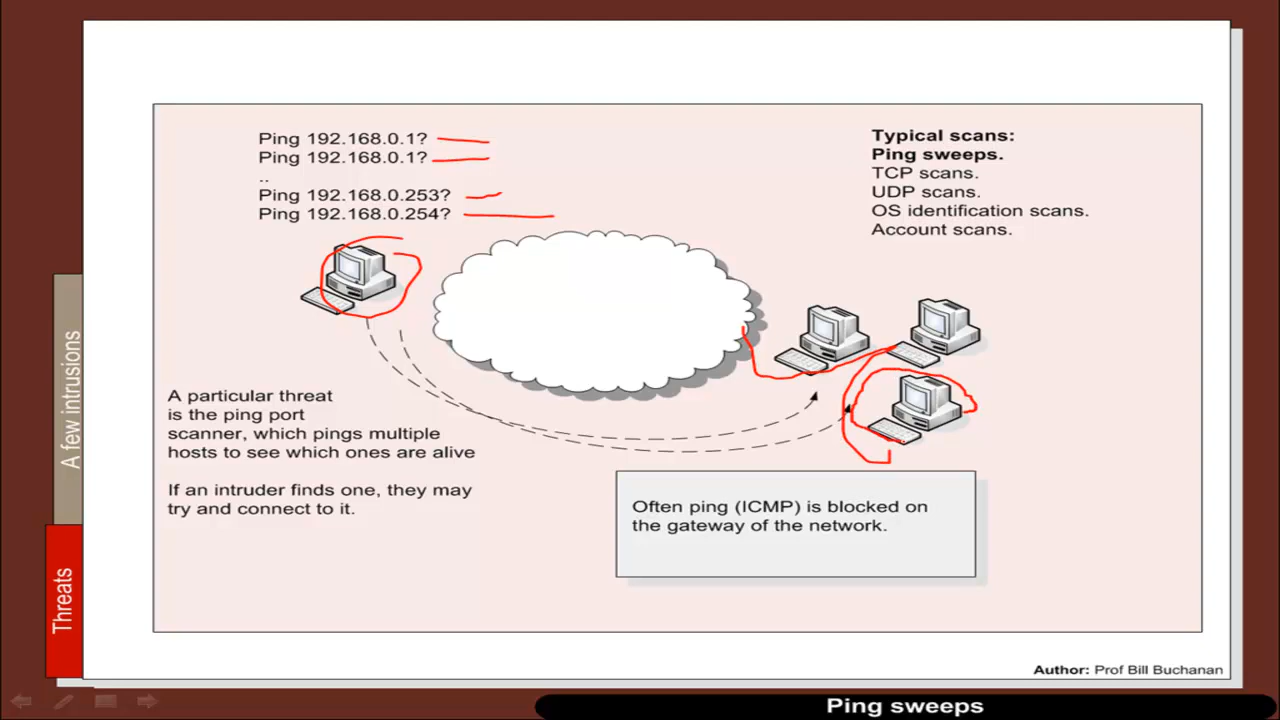 Ping 192.168.0.1?
Ping 192.168.0.1?
..
Ping 192.168.0.253?
Ping 192.168.0.254?
Typical scans:
Ping sweeps.
TCP scans.
UDP scans.
OS identification scans.
Account scans.
A particular threat
is the ping port
scanner, which pings multiple
hosts to see which ones are alive
If an intruder finds one, they may
try and connect to it.
Often ping (ICMP) is blocked on
the gateway of the network.
A few intrusions
Threats
Author: Prof Bill Buchanan
Ping sweeps